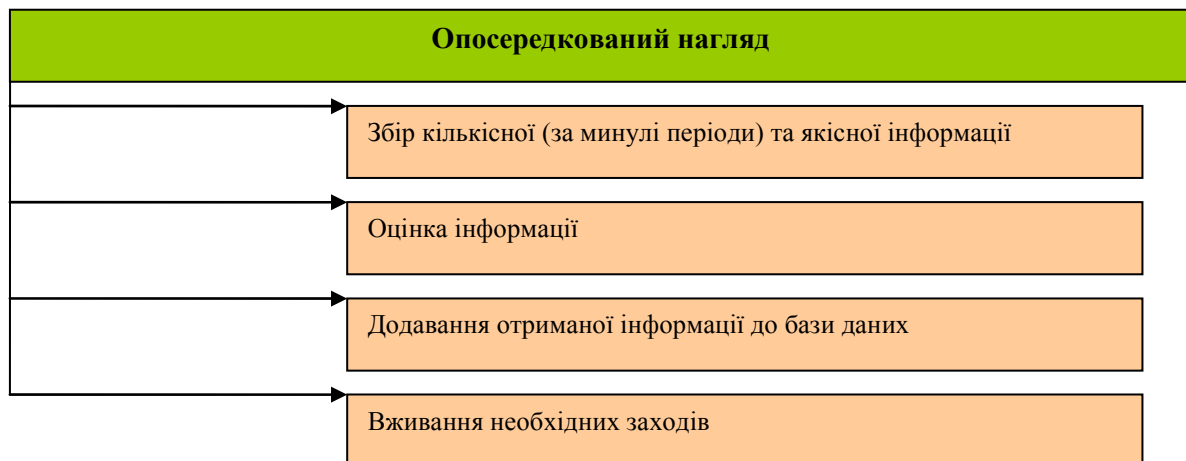 Опосередкований нагляд
Збір кількісної (за минулі періоди) та якісної інформації
Оцінка інформації
Додавання отриманої інформації до бази даних
Вживання необхідних заходів